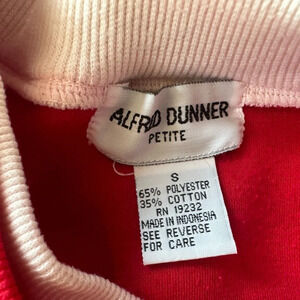 ALFRED DUNNER
PETITE
S
65% POLYESTER
35% COTTON
RN 19232
MADE IN INDONESIA
SEE REVERSE
FOR CARE